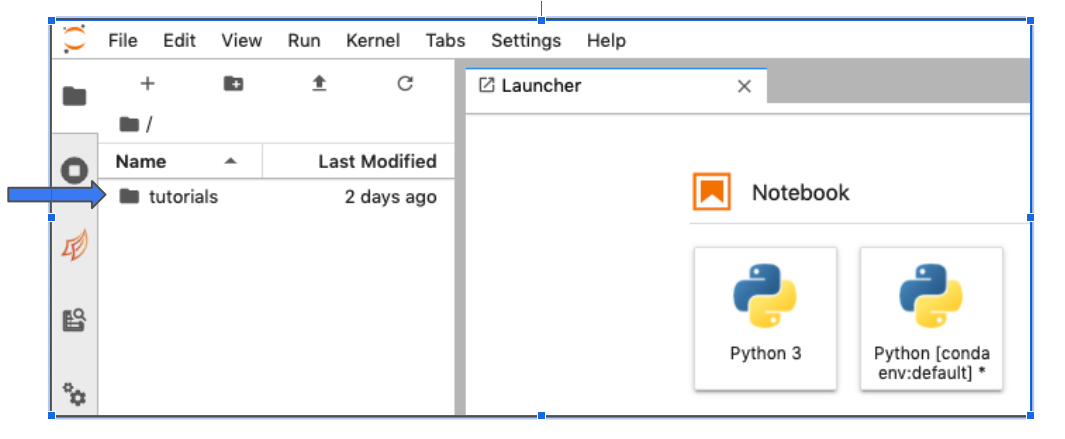 File Edit View Run Kernel Tabs Settings Help
Launcher
/
Name Last Modified
tutorials 2 days ago
Notebook
Python 3
Python [conda
env:default] *